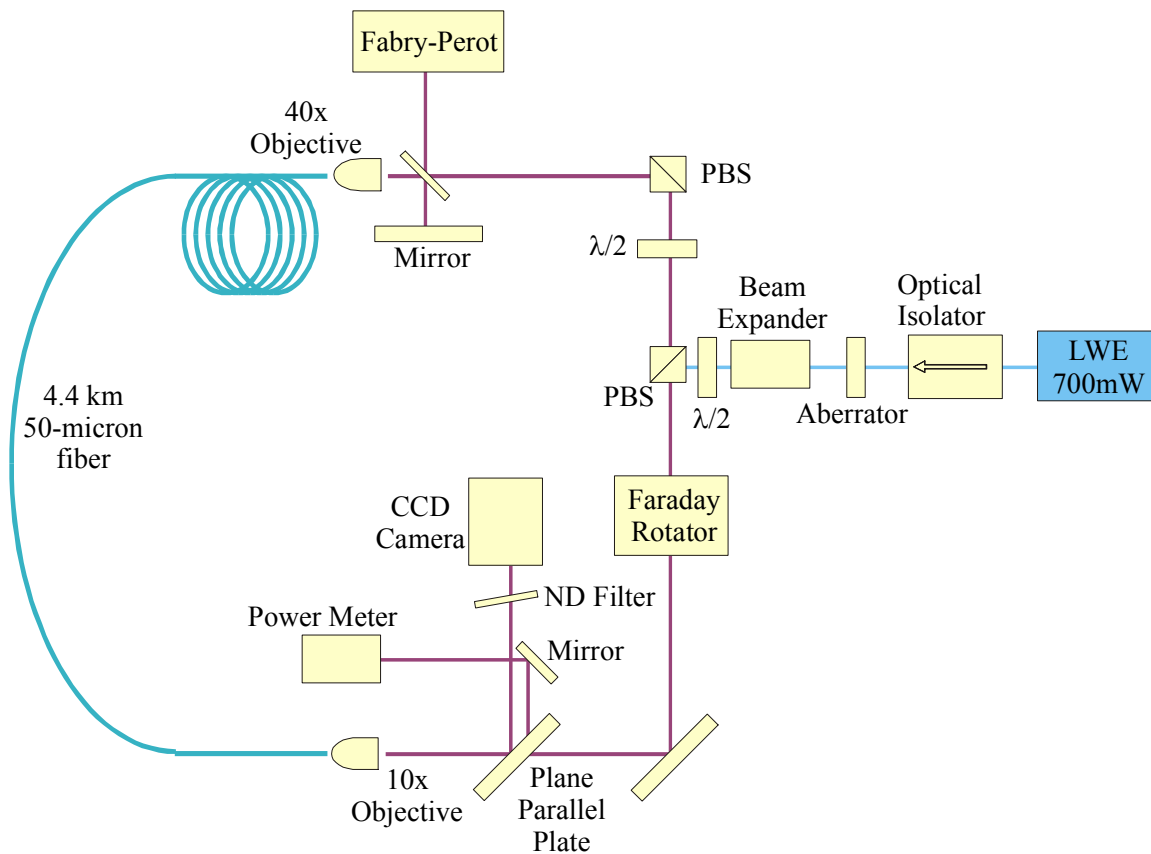 Fabry-Perot
40x
Objective
PBS
Mirror
λ/2
Beam
Expander
Optical
Isolator
LWE
700mW
PBS
λ/2
Aberrator
4.4 km
50-micron
fiber
CCD
Camera
Faraday
Rotator
ND Filter
Power Meter
Mirror
10x
Objective
Plane
Parallel
Plate